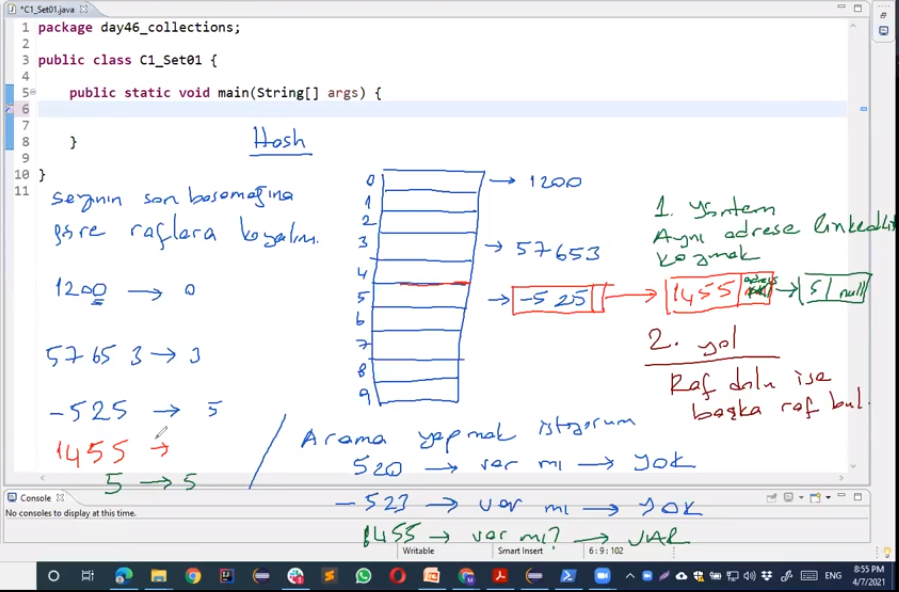 *C1_Set01.java
1 package day46_collections;
2
3 public class C1_Set01 {
4
5 public static void main(String[] args) {
6
7
8 }
9
10 }
11
Hash
Sayının son basamağına
göre raflara koyalım.
1200 → 0
57653 → 3
-525 → 5
1455 →
5 → 5
0 → 1200
1
2
3 → 57653
4
5 → -525 → 1455 → 5 / null
6
7
8
9
1. Yöntem
Aynı adrese linkedlis
koymak
2. yol
Raf dolu ise
başka raf bul.
Arama yapmak istiyorum
520 → var mı → YOK
-523 → var mı → YOK
1455 → var mı? → VAR
Console
No consoles to display at this time.
Writable
Smart Insert
6 : 9 : 102
ENG
8:55 PM
4/7/2021